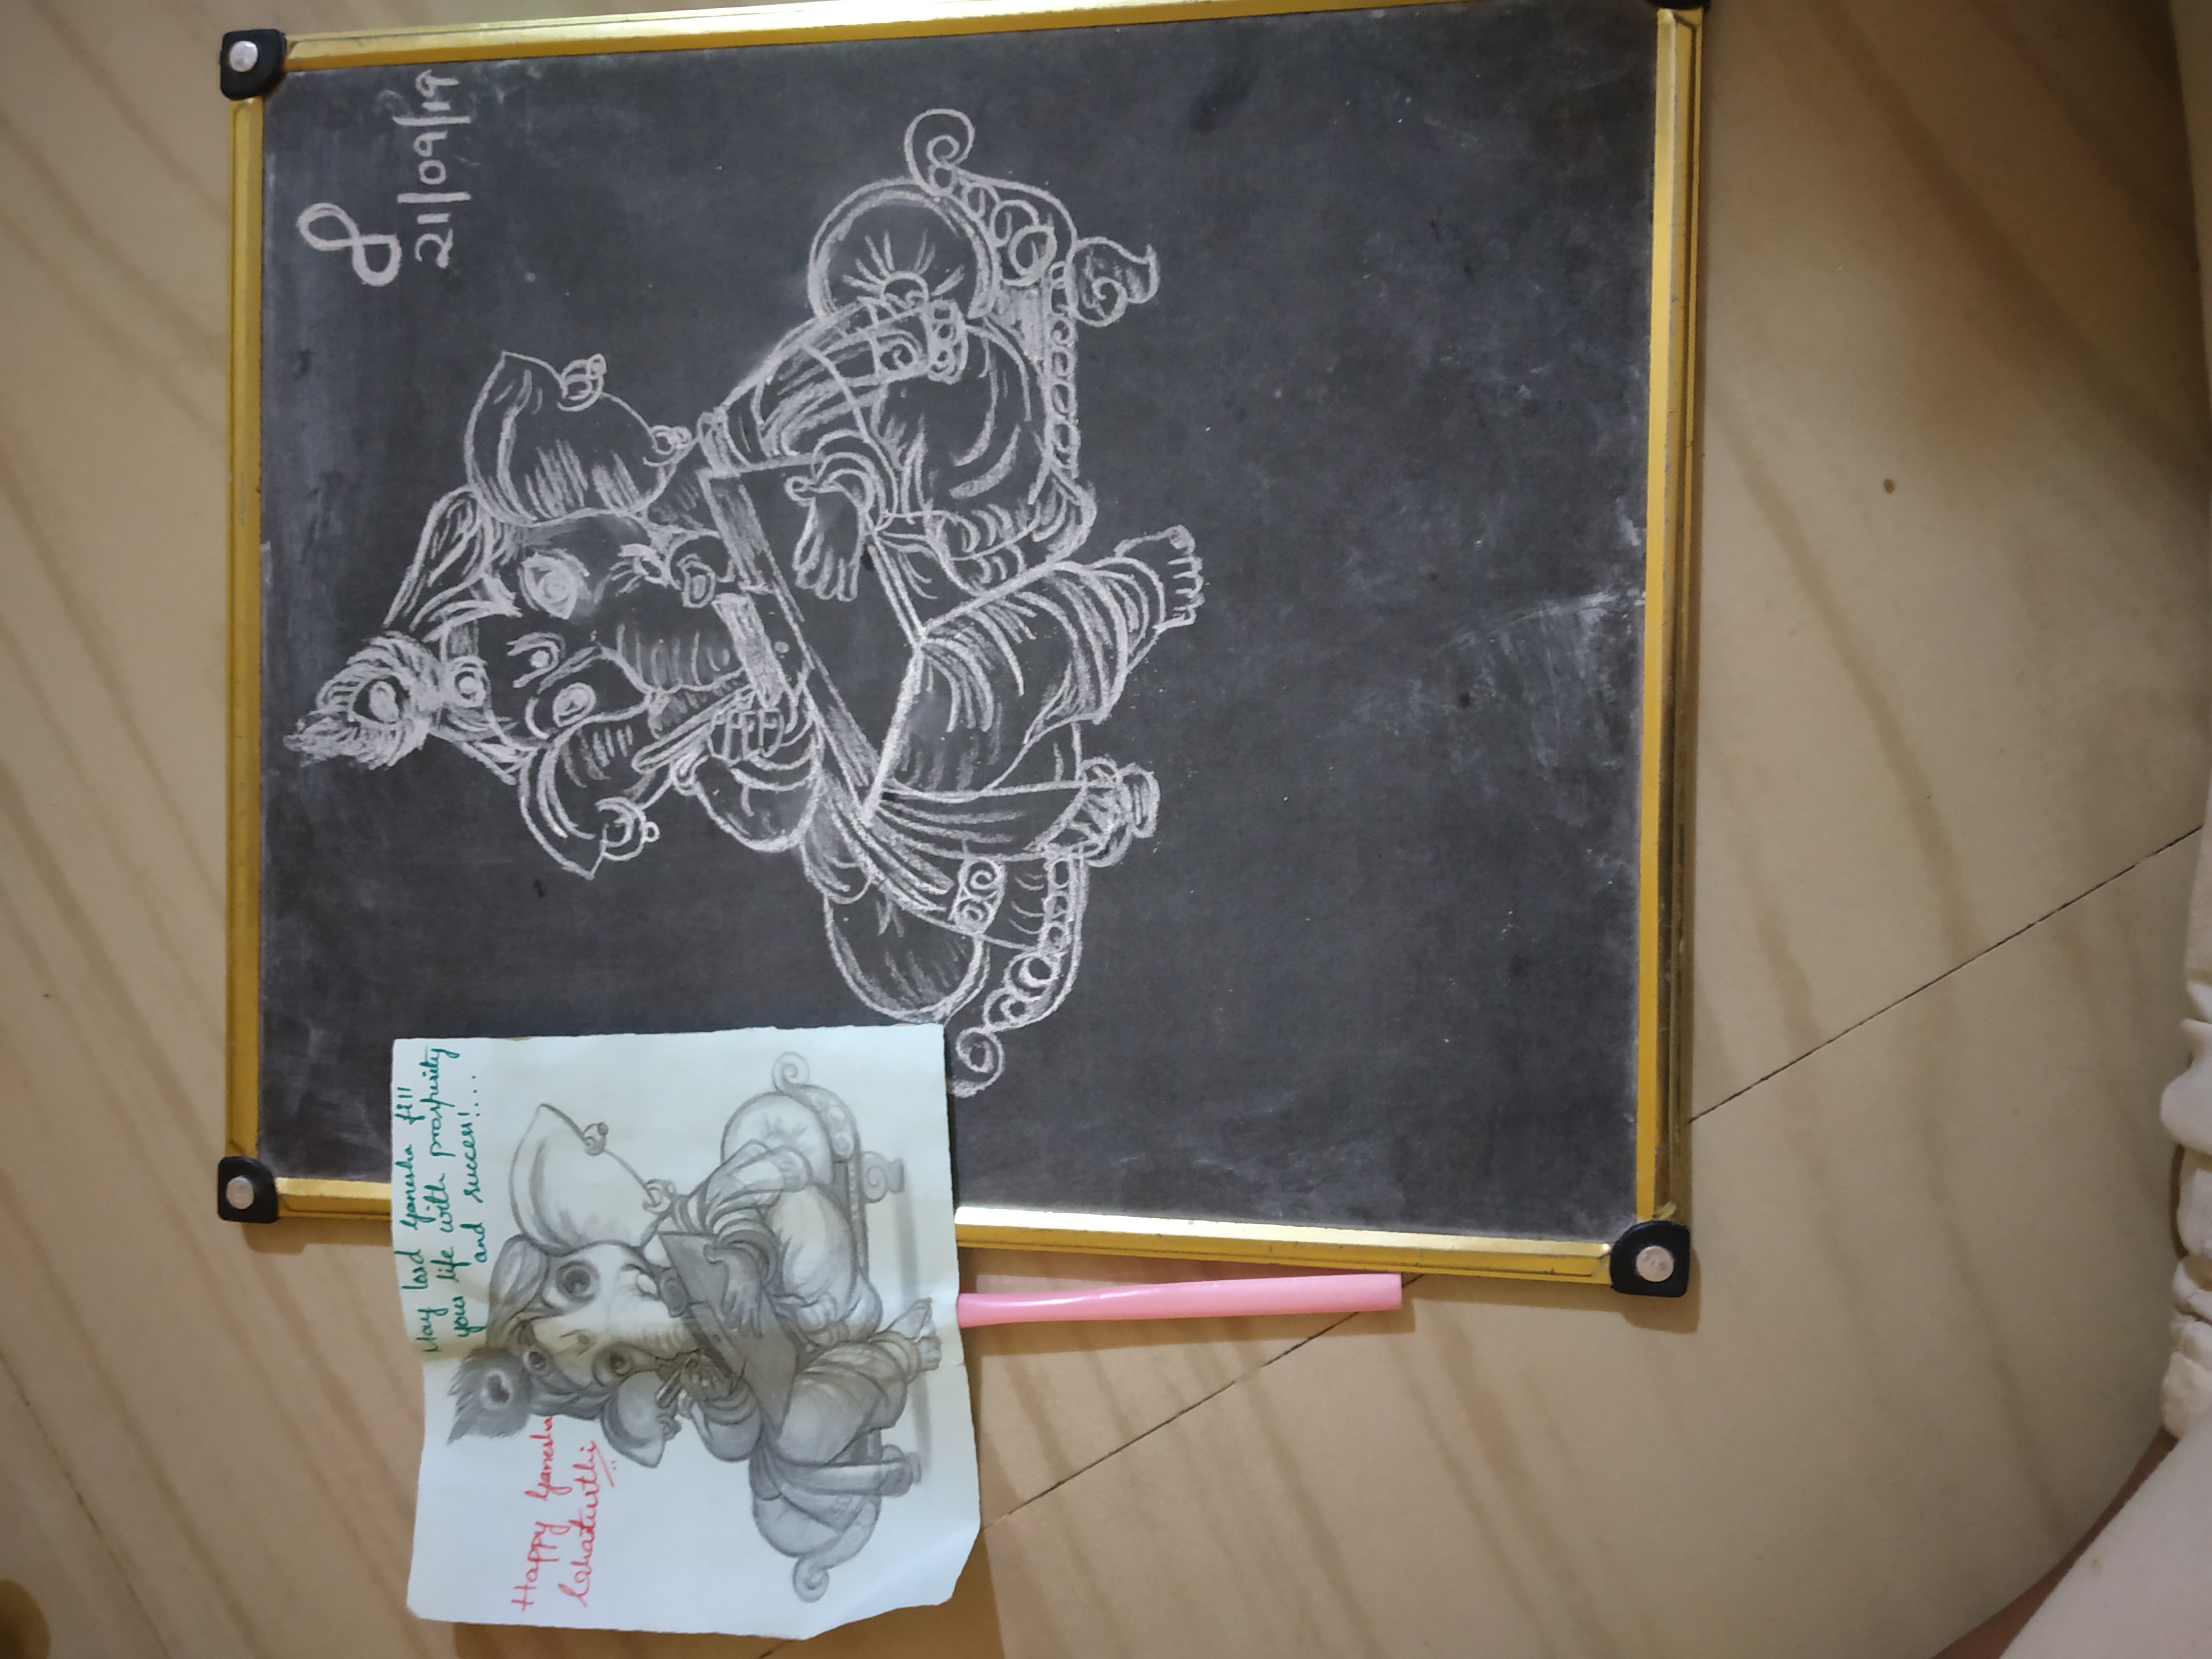 May lord Ganesha fill
your life with prosperity
and success!....
Happy Ganesha
Chaturthi
21/09/19